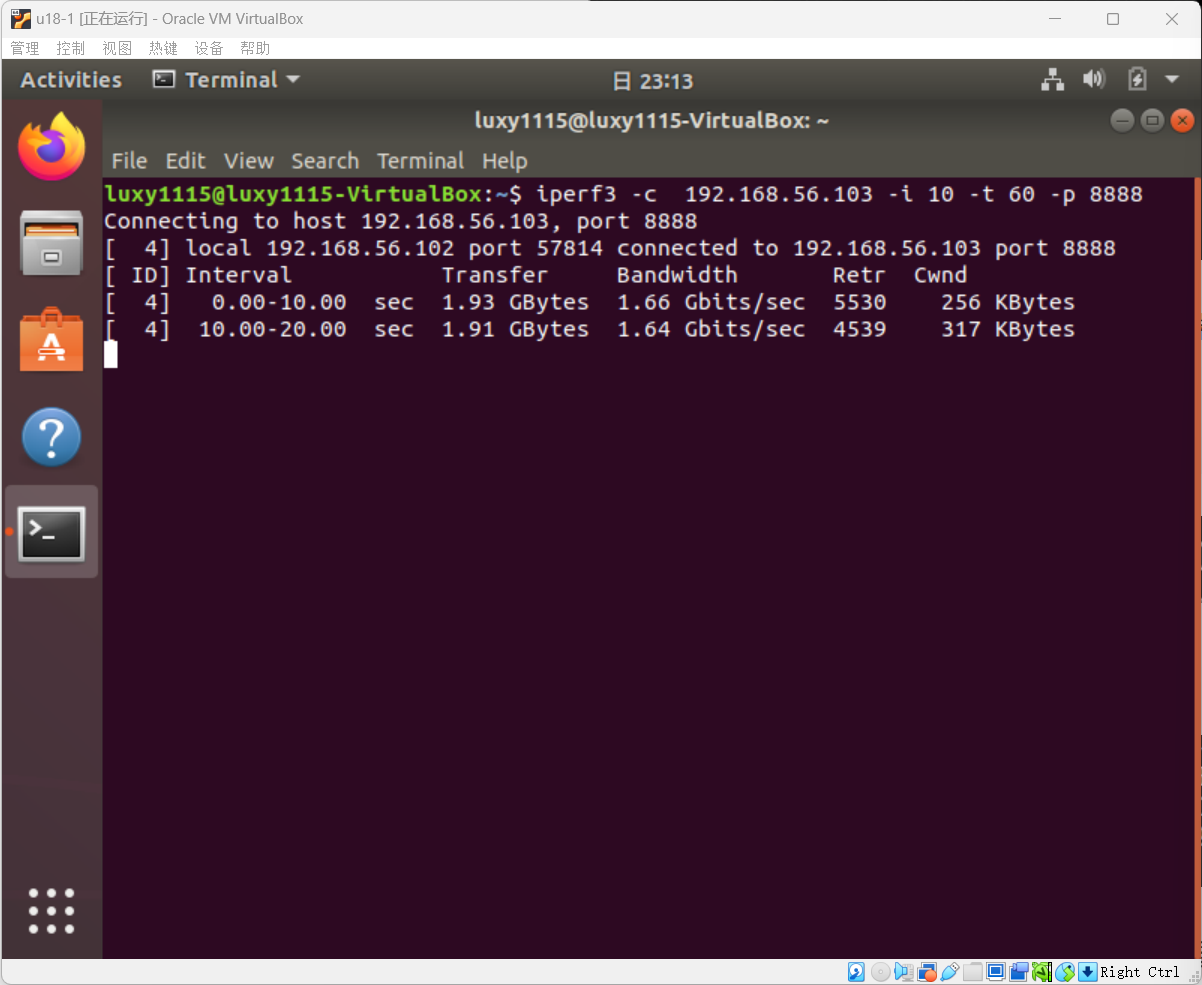 u18-1 [正在运行] - Oracle VM VirtualBox
管理 控制 视图 热键 设备 帮助
Activities Terminal 日 23:13
luxy1115@luxy1115-VirtualBox: ~
File Edit View Search Terminal Help
luxy1115@luxy1115-VirtualBox:~$ iperf3 -c  192.168.56.103 -i 10 -t 60 -p 8888
Connecting to host 192.168.56.103, port 8888
[  4] local 192.168.56.102 port 57814 connected to 192.168.56.103 port 8888
[ ID] Interval           Transfer     Bandwidth       Retr  Cwnd
[  4]   0.00-10.00  sec  1.93 GBytes  1.66 Gbits/sec  5530    256 KBytes
[  4]  10.00-20.00  sec  1.91 GBytes  1.64 Gbits/sec  4539    317 KBytes
Right Ctrl